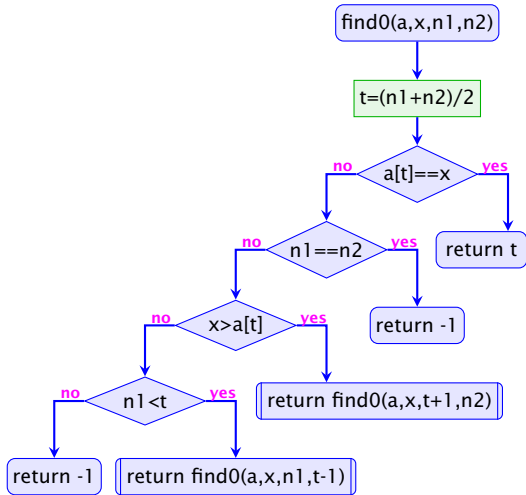 find0(a,x,n1,n2)
t=(n1+n2)/2
a[t]==x
no
yes
return t
n1==n2
no
yes
return -1
x>a[t]
no
yes
return find0(a,x,t+1,n2)
n1<t
no
yes
return -1
return find0(a,x,n1,t-1)